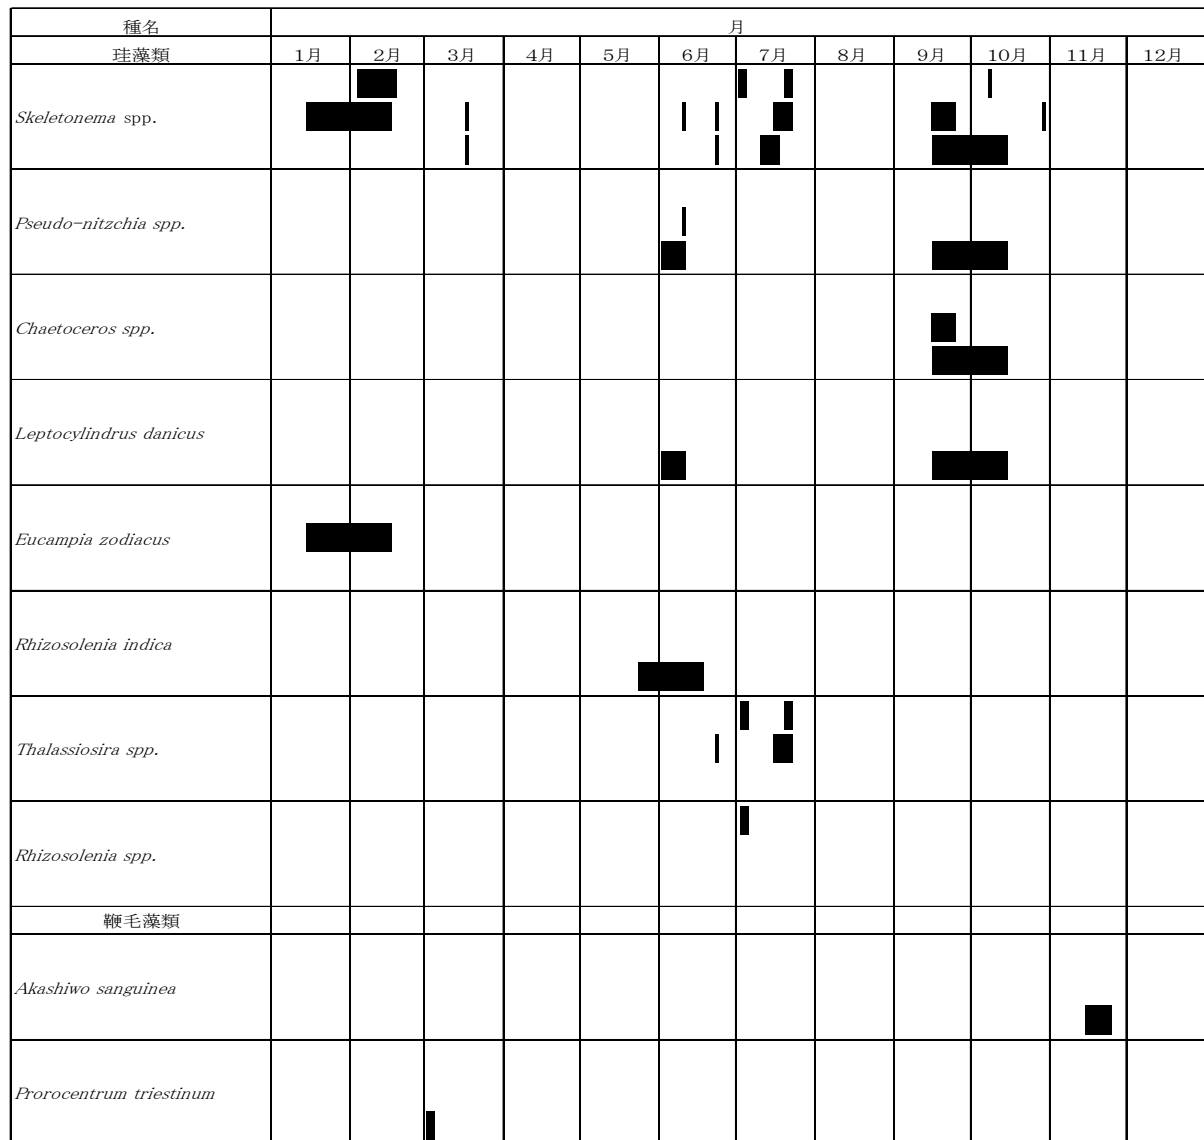 種名 月
珪藻類 1月 2月 3月 4月 5月 6月 7月 8月 9月 10月 11月 12月
Skeletonema spp.
Pseudo-nitzchia spp.
Chaetoceros spp.
Leptocylindrus danicus
Eucampia zodiacus
Rhizosolenia indica
Thalassiosira spp.
Rhizosolenia spp.
鞭毛藻類
Akashiwo sanguinea
Prorocentrum triestinum